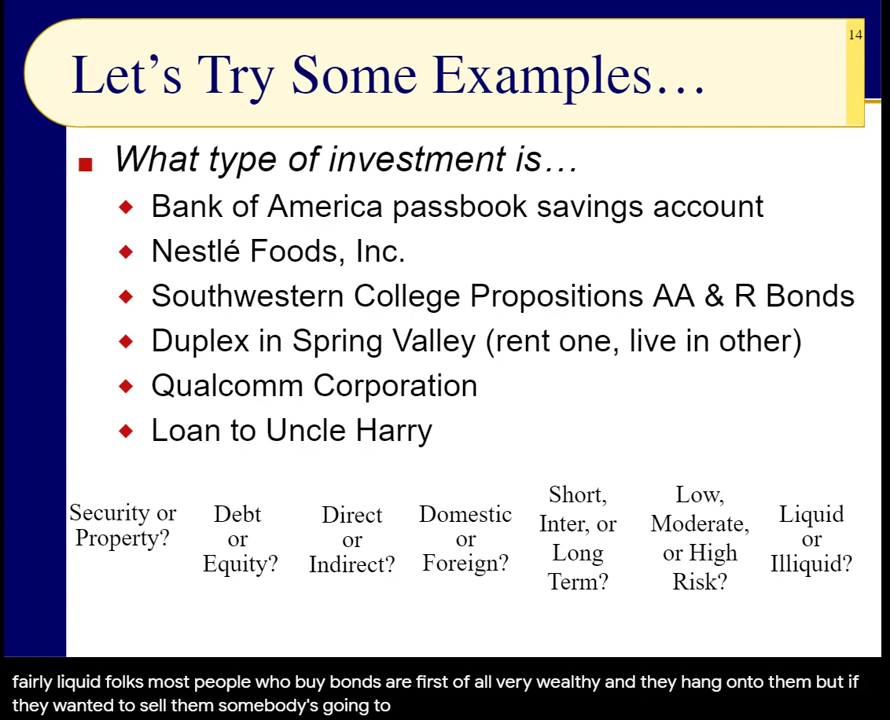 14
Let's Try Some Examples…
What type of investment is…
Bank of America passbook savings account
Nestlé Foods, Inc.
Southwestern College Propositions AA & R Bonds
Duplex in Spring Valley (rent one, live in other)
Qualcomm Corporation
Loan to Uncle Harry
Security or
Property?
Debt
or
Equity?
Direct
or
Indirect?
Domestic
or
Foreign?
Short,
Inter, or
Long
Term?
Low,
Moderate,
or High
Risk?
Liquid
or
Illiquid?
fairly liquid folks most people who buy bonds are first of all very wealthy and they hang onto them but if
they wanted to sell them somebody's going to